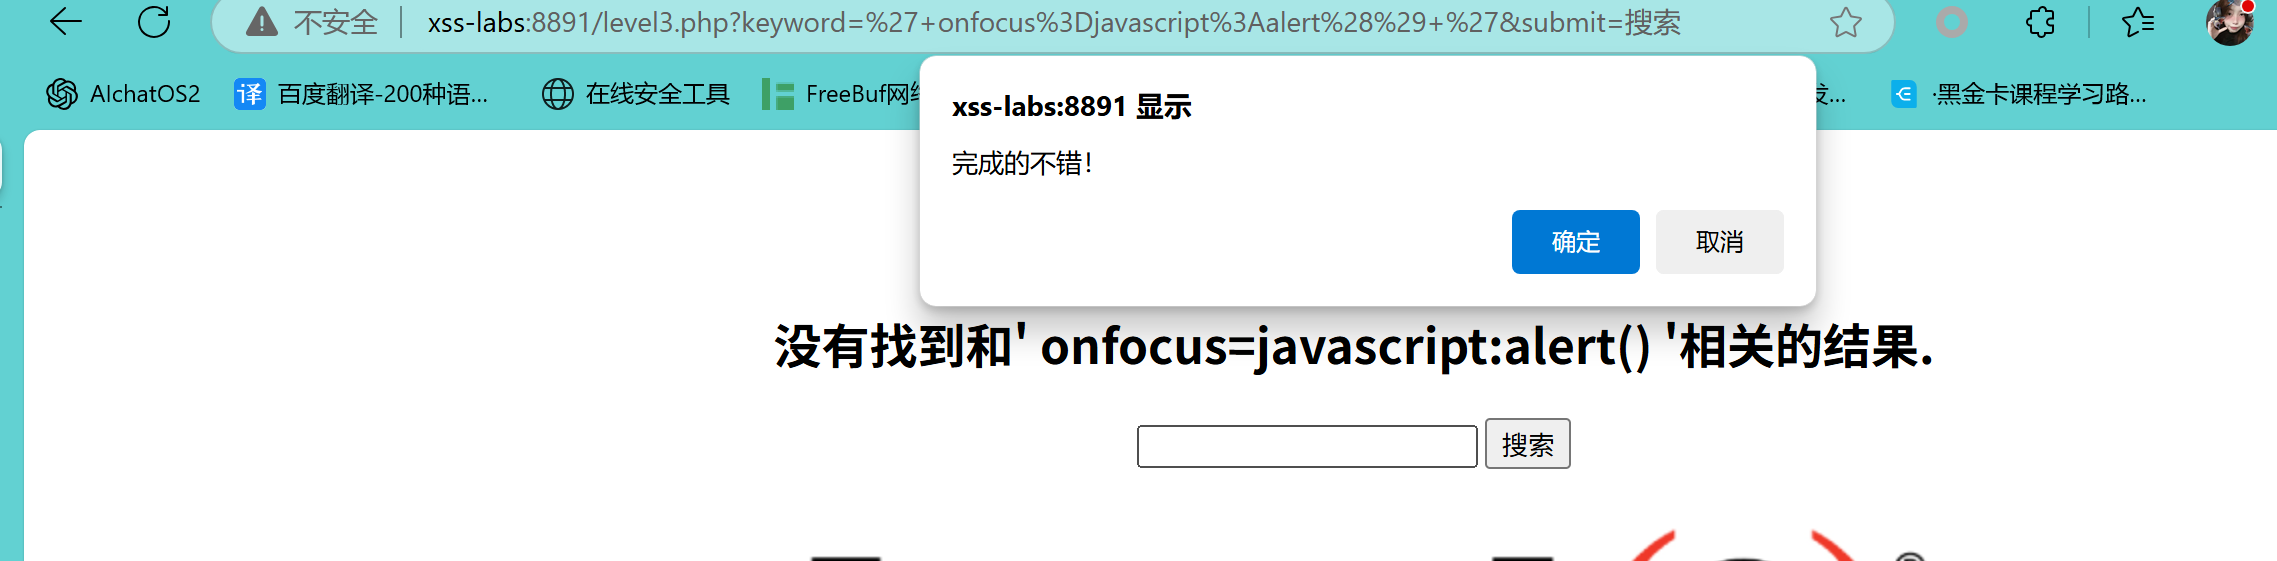 不安全 xss-labs:8891/level3.php?keyword=%27+onfocus%3Djavascript%3Aalert%28%29+%27&submit=搜索
AIchatOS2 百度翻译-200种语... 在线安全工具 FreeBuf网 发... ·黑金卡课程学习路...
xss-labs:8891 显示
完成的不错!
确定 取消
没有找到和' onfocus=javascript:alert() '相关的结果.
搜索